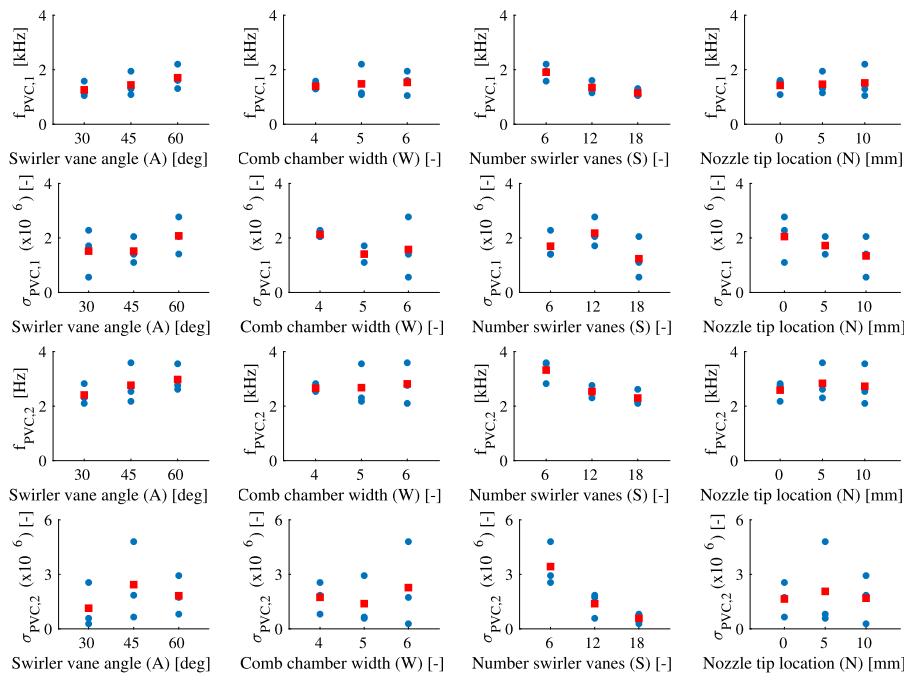 4 4 4 4
f_PVC,1 [kHz] f_PVC,1 [kHz] f_PVC,1 [kHz] f_PVC,1 [kHz]
2 2 2 2
0 0 0 0
30 45 60 4 5 6 6 12 18 0 5 10
Swirler vane angle (A) [deg] Comb chamber width (W) [-] Number swirler vanes (S) [-] Nozzle tip location (N) [mm]
4 4 4 4
σ_PVC,1 (x10^6) [-] σ_PVC,1 (x10^6) [-] σ_PVC,1 (x10^6) [-] σ_PVC,1 (x10^6) [-]
2 2 2 2
0 0 0 0
30 45 60 4 5 6 6 12 18 0 5 10
Swirler vane angle (A) [deg] Comb chamber width (W) [-] Number swirler vanes (S) [-] Nozzle tip location (N) [mm]
4 4 4 4
f_PVC,2 [Hz] f_PVC,2 [kHz] f_PVC,2 [kHz] f_PVC,2 [kHz]
2 2 2 2
0 0 0 0
30 45 60 4 5 6 6 12 18 0 5 10
Swirler vane angle (A) [deg] Comb chamber width (W) [-] Number swirler vanes (S) [-] Nozzle tip location (N) [mm]
6 6 6 6
σ_PVC,2 (x10^6) [-] σ_PVC,2 (x10^6) [-] σ_PVC,2 (x10^6) [-] σ_PVC,2 (x10^6) [-]
3 3 3 3
0 0 0 0
30 45 60 4 5 6 6 12 18 0 5 10
Swirler vane angle (A) [deg] Comb chamber width (W) [-] Number swirler vanes (S) [-] Nozzle tip location (N) [mm]